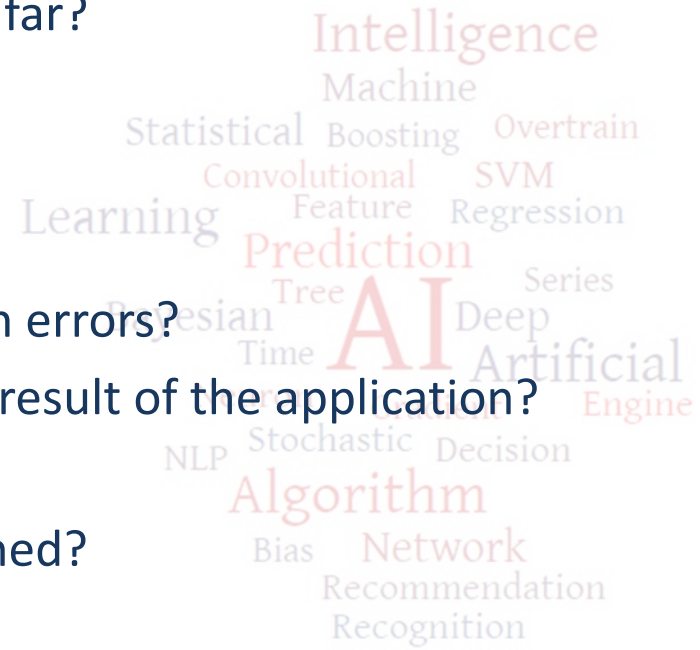 far?
Intelligence
Machine
Statistical Boosting Overtrain
Convolutional SVM
Learning Feature Regression
Prediction
Tree Series
n errors?
Bayesian AI Deep
Time Artificial
result of the application?
Engine
NLP Stochastic Decision
Algorithm
ned?
Bias Network
Recommendation
Recognition